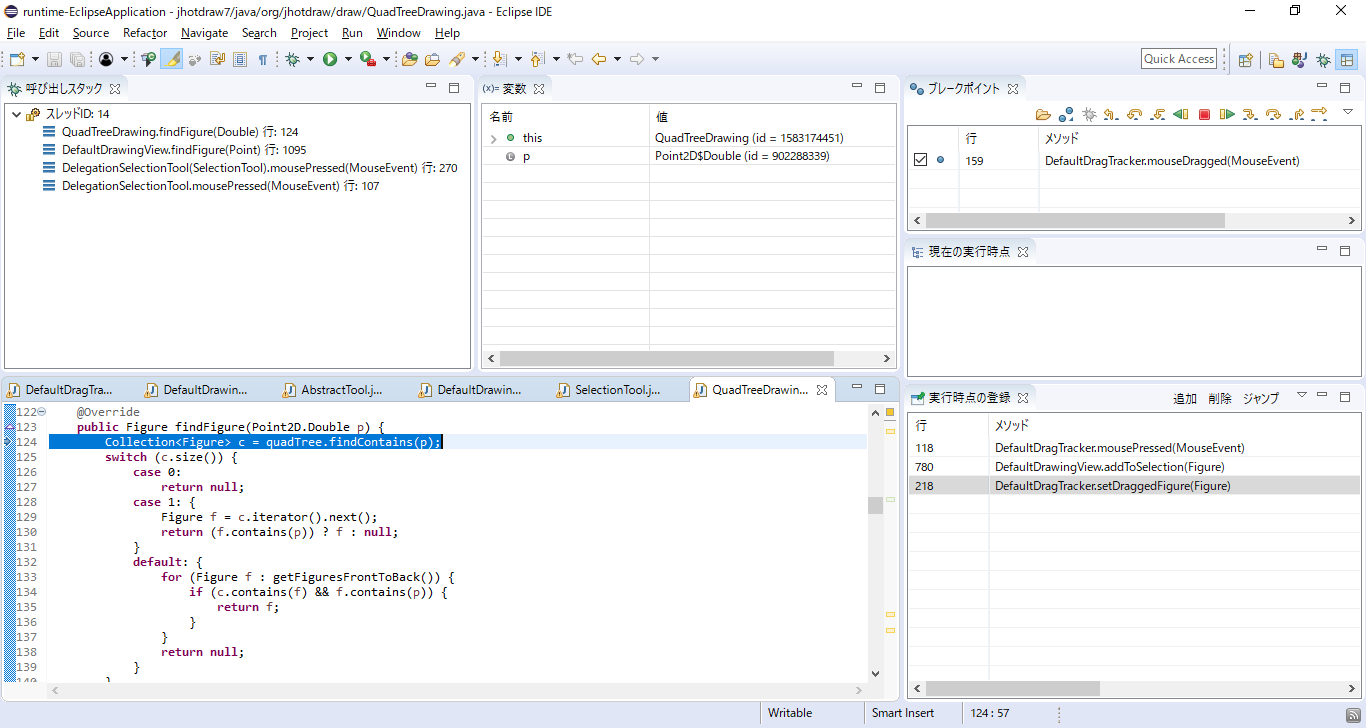 runtime-EclipseApplication - jhotdraw7/java/org/jhotdraw/draw/QuadTreeDrawing.java - Eclipse IDE
File Edit Source Refactor Navigate Search Project Run Window Help
Quick Access
呼び出しスタック
スレッドID: 14
QuadTreeDrawing.findFigure(Double) 行: 124
DefaultDrawingView.findFigure(Point) 行: 1095
DelegationSelectionTool(SelectionTool).mousePressed(MouseEvent) 行: 270
DelegationSelectionTool.mousePressed(MouseEvent) 行: 107
(x)= 変数
名前 値
this QuadTreeDrawing (id = 1583174451)
p Point2D$Double (id = 902288339)
ブレークポイント
行 メソッド
159 DefaultDragTracker.mouseDragged(MouseEvent)
現在の実行時点
DefaultDragTra... DefaultDrawin... AbstractTool.j... DefaultDrawin... SelectionTool.j... QuadTreeDrawin...
122 @Override
123 public Figure findFigure(Point2D.Double p) {
124 Collection<Figure> c = quadTree.findContains(p);
125 switch (c.size()) {
126 case 0:
127 return null;
128 case 1: {
129 Figure f = c.iterator().next();
130 return (f.contains(p)) ? f : null;
131 }
132 default: {
133 for (Figure f : getFiguresFrontToBack()) {
134 if (c.contains(f) && f.contains(p)) {
135 return f;
136 }
137 }
138 return null;
139 }
140 }
実行時点の登録
追加 削除 ジャンプ
行 メソッド
118 DefaultDragTracker.mousePressed(MouseEvent)
780 DefaultDrawingView.addToSelection(Figure)
218 DefaultDragTracker.setDraggedFigure(Figure)
Writable Smart Insert 124 : 57